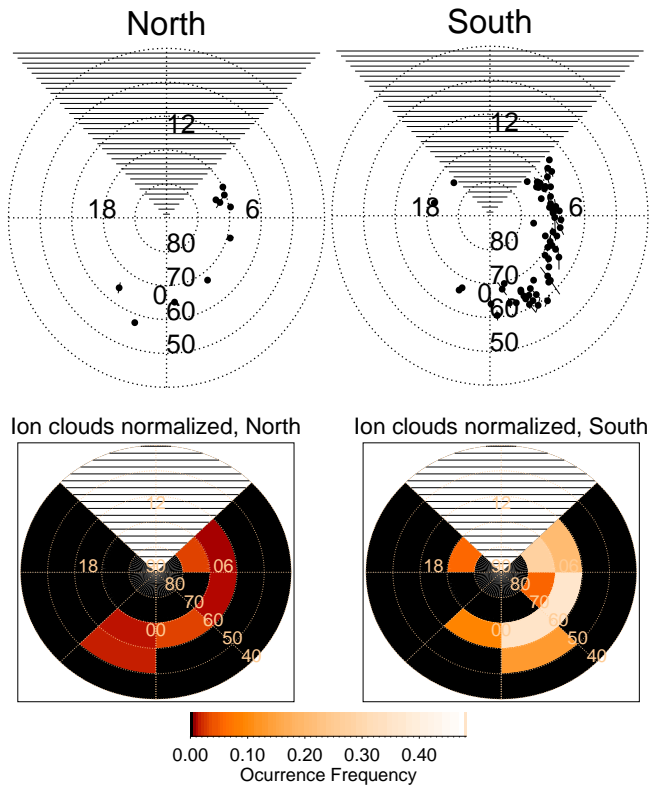 North South
12 12
18 6 18 6
80 80
70 70
0 0
60 60
50 50
Ion clouds normalized, North Ion clouds normalized, South
12 12
18 90 06 18 90 06
80 80
70 70
00 60 00 60
50 50
40 40
0.00 0.10 0.20 0.30 0.40
Ocurrence Frequency